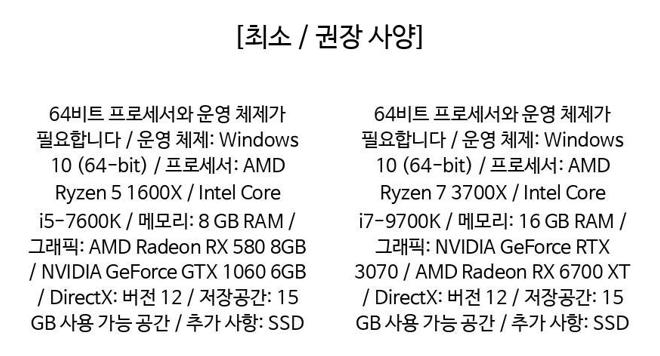 [최소 / 권장 사양]
64비트 프로세서와 운영 체제가
필요합니다 / 운영 체제: Windows
10 (64-bit) / 프로세서: AMD
Ryzen 5 1600X / Intel Core
i5-7600K / 메모리: 8 GB RAM /
그래픽: AMD Radeon RX 580 8GB
/ NVIDIA GeForce GTX 1060 6GB
/ DirectX: 버전 12 / 저장공간: 15
GB 사용 가능 공간 / 추가 사항: SSD
64비트 프로세서와 운영 체제가
필요합니다 / 운영 체제: Windows
10 (64-bit) / 프로세서: AMD
Ryzen 7 3700X / Intel Core
i7-9700K / 메모리: 16 GB RAM /
그래픽: NVIDIA GeForce RTX
3070 / AMD Radeon RX 6700 XT
/ DirectX: 버전 12 / 저장공간: 15
GB 사용 가능 공간 / 추가 사항: SSD